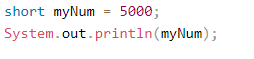 short myNum = 5000;
System.out.println(myNum);